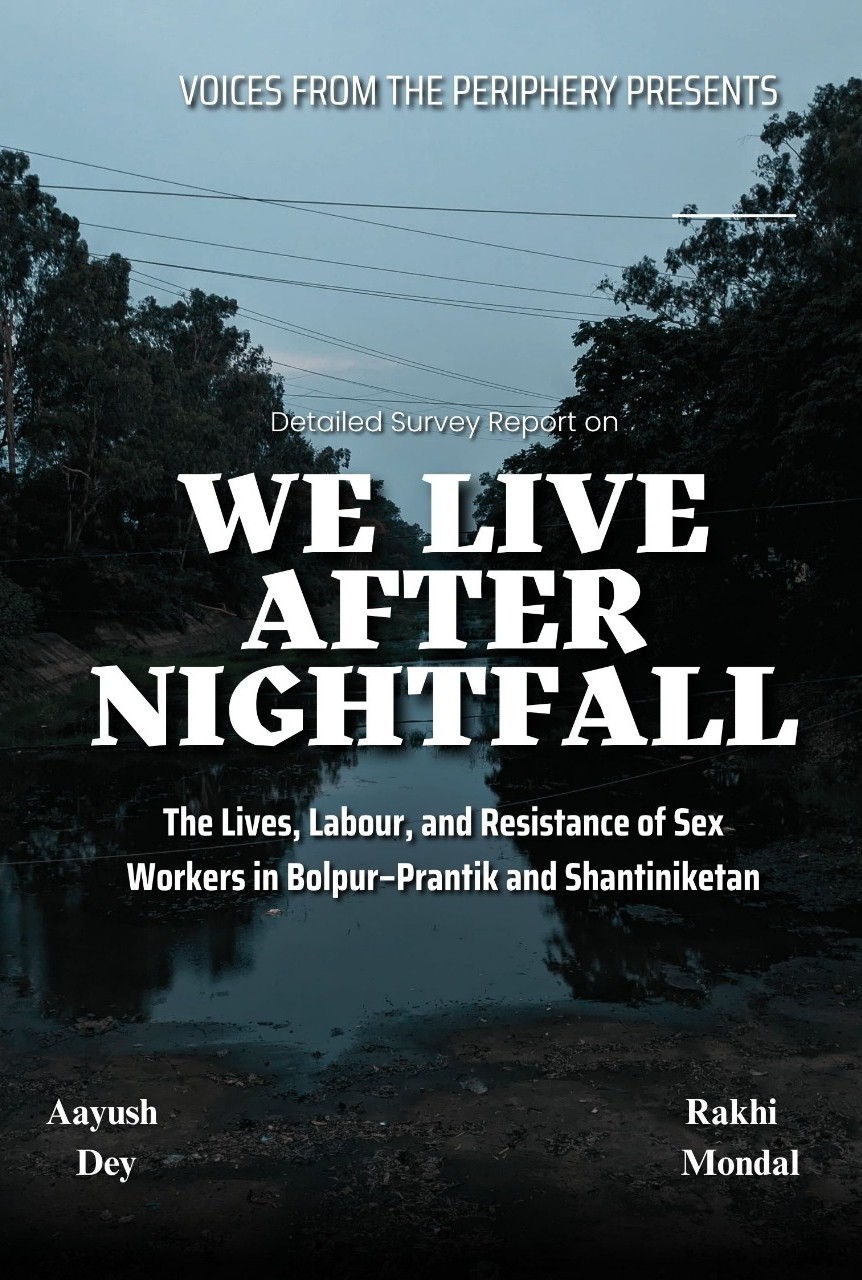 VOICES FROM THE PERIPHERY PRESENTS
Detailed Survey Report on
WE LIVE
AFTER
NIGHTFALL
The Lives, Labour, and Resistance of Sex
Workers in Bolpur–Prantik and Shantiniketan
Aayush
Dey
Rakhi
Mondal